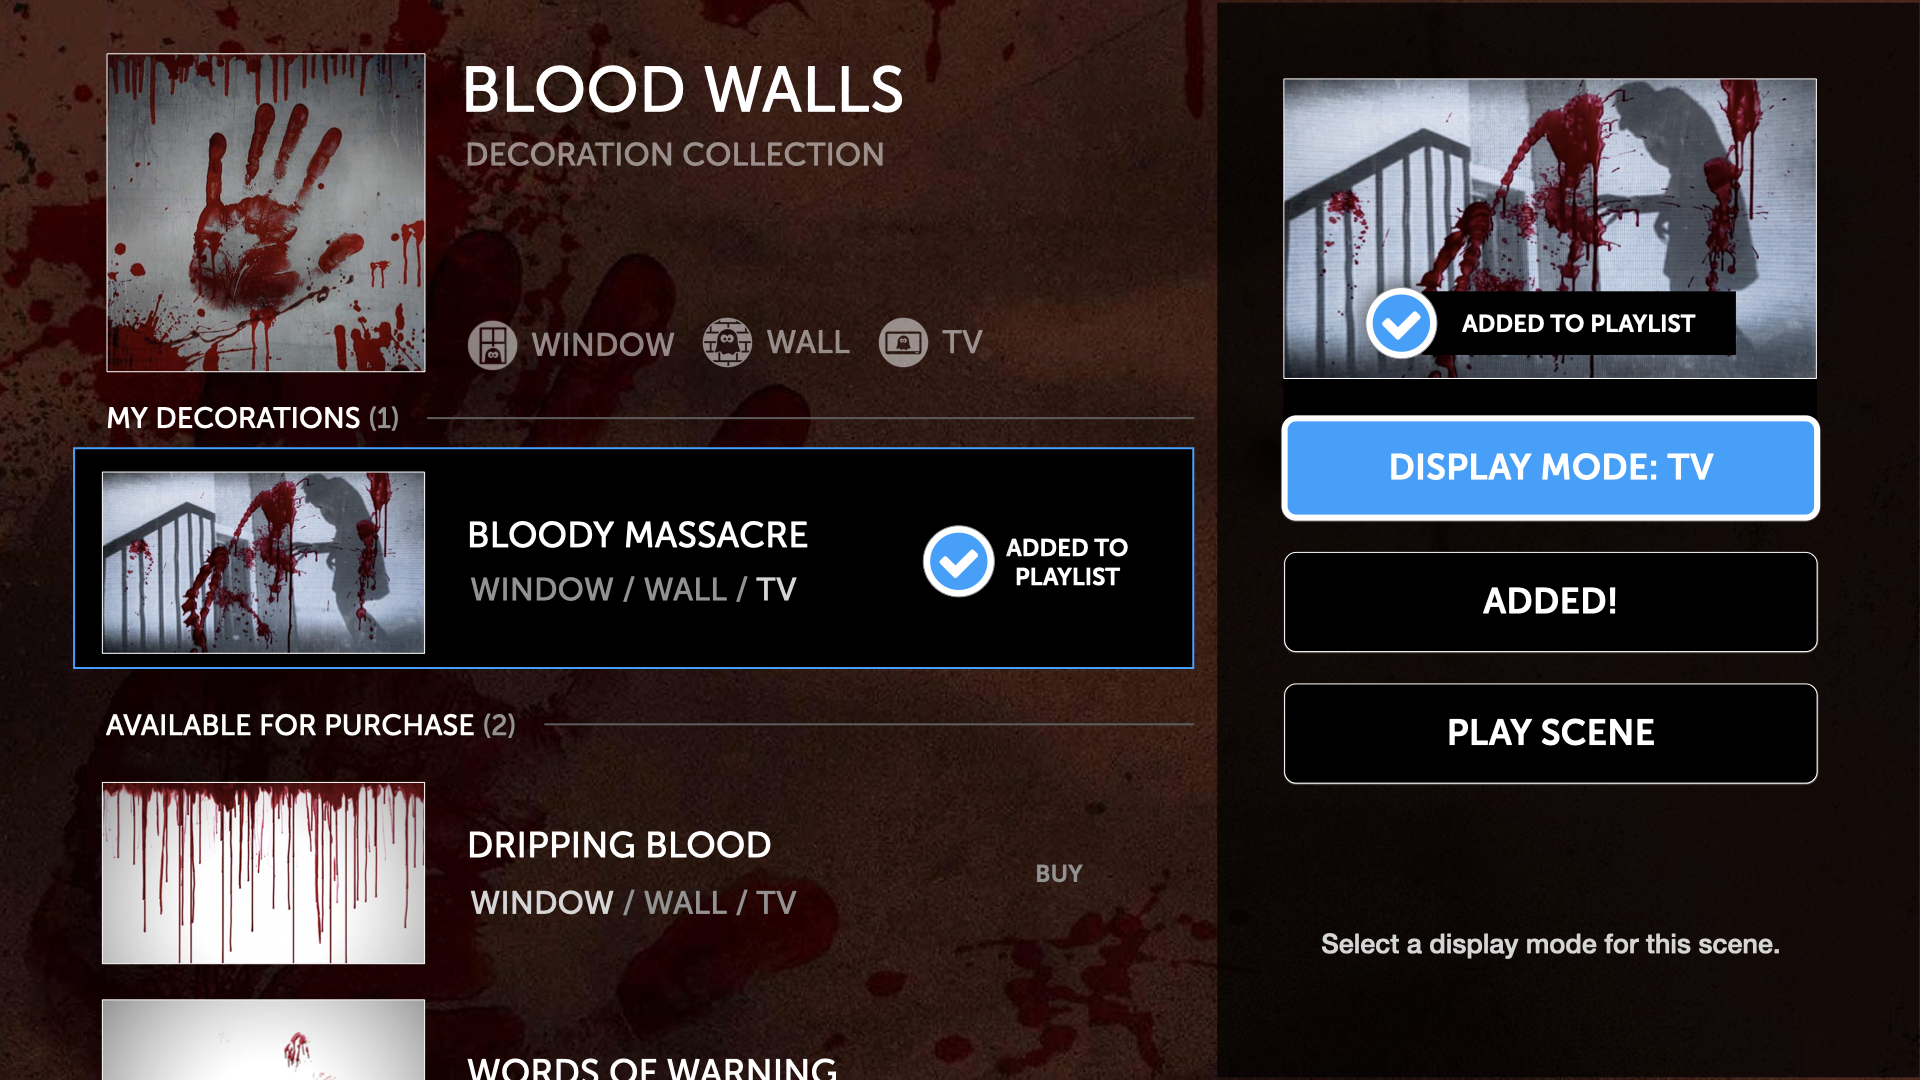 BLOOD WALLS
DECORATION COLLECTION
WINDOW
WALL
TV
MY DECORATIONS (1)
BLOODY MASSACRE
WINDOW / WALL / TV
ADDED TO
PLAYLIST
AVAILABLE FOR PURCHASE (2)
DRIPPING BLOOD
WINDOW / WALL / TV
BUY
WORDS OF WARNING
ADDED TO PLAYLIST
DISPLAY MODE: TV
ADDED!
PLAY SCENE
Select a display mode for this scene.